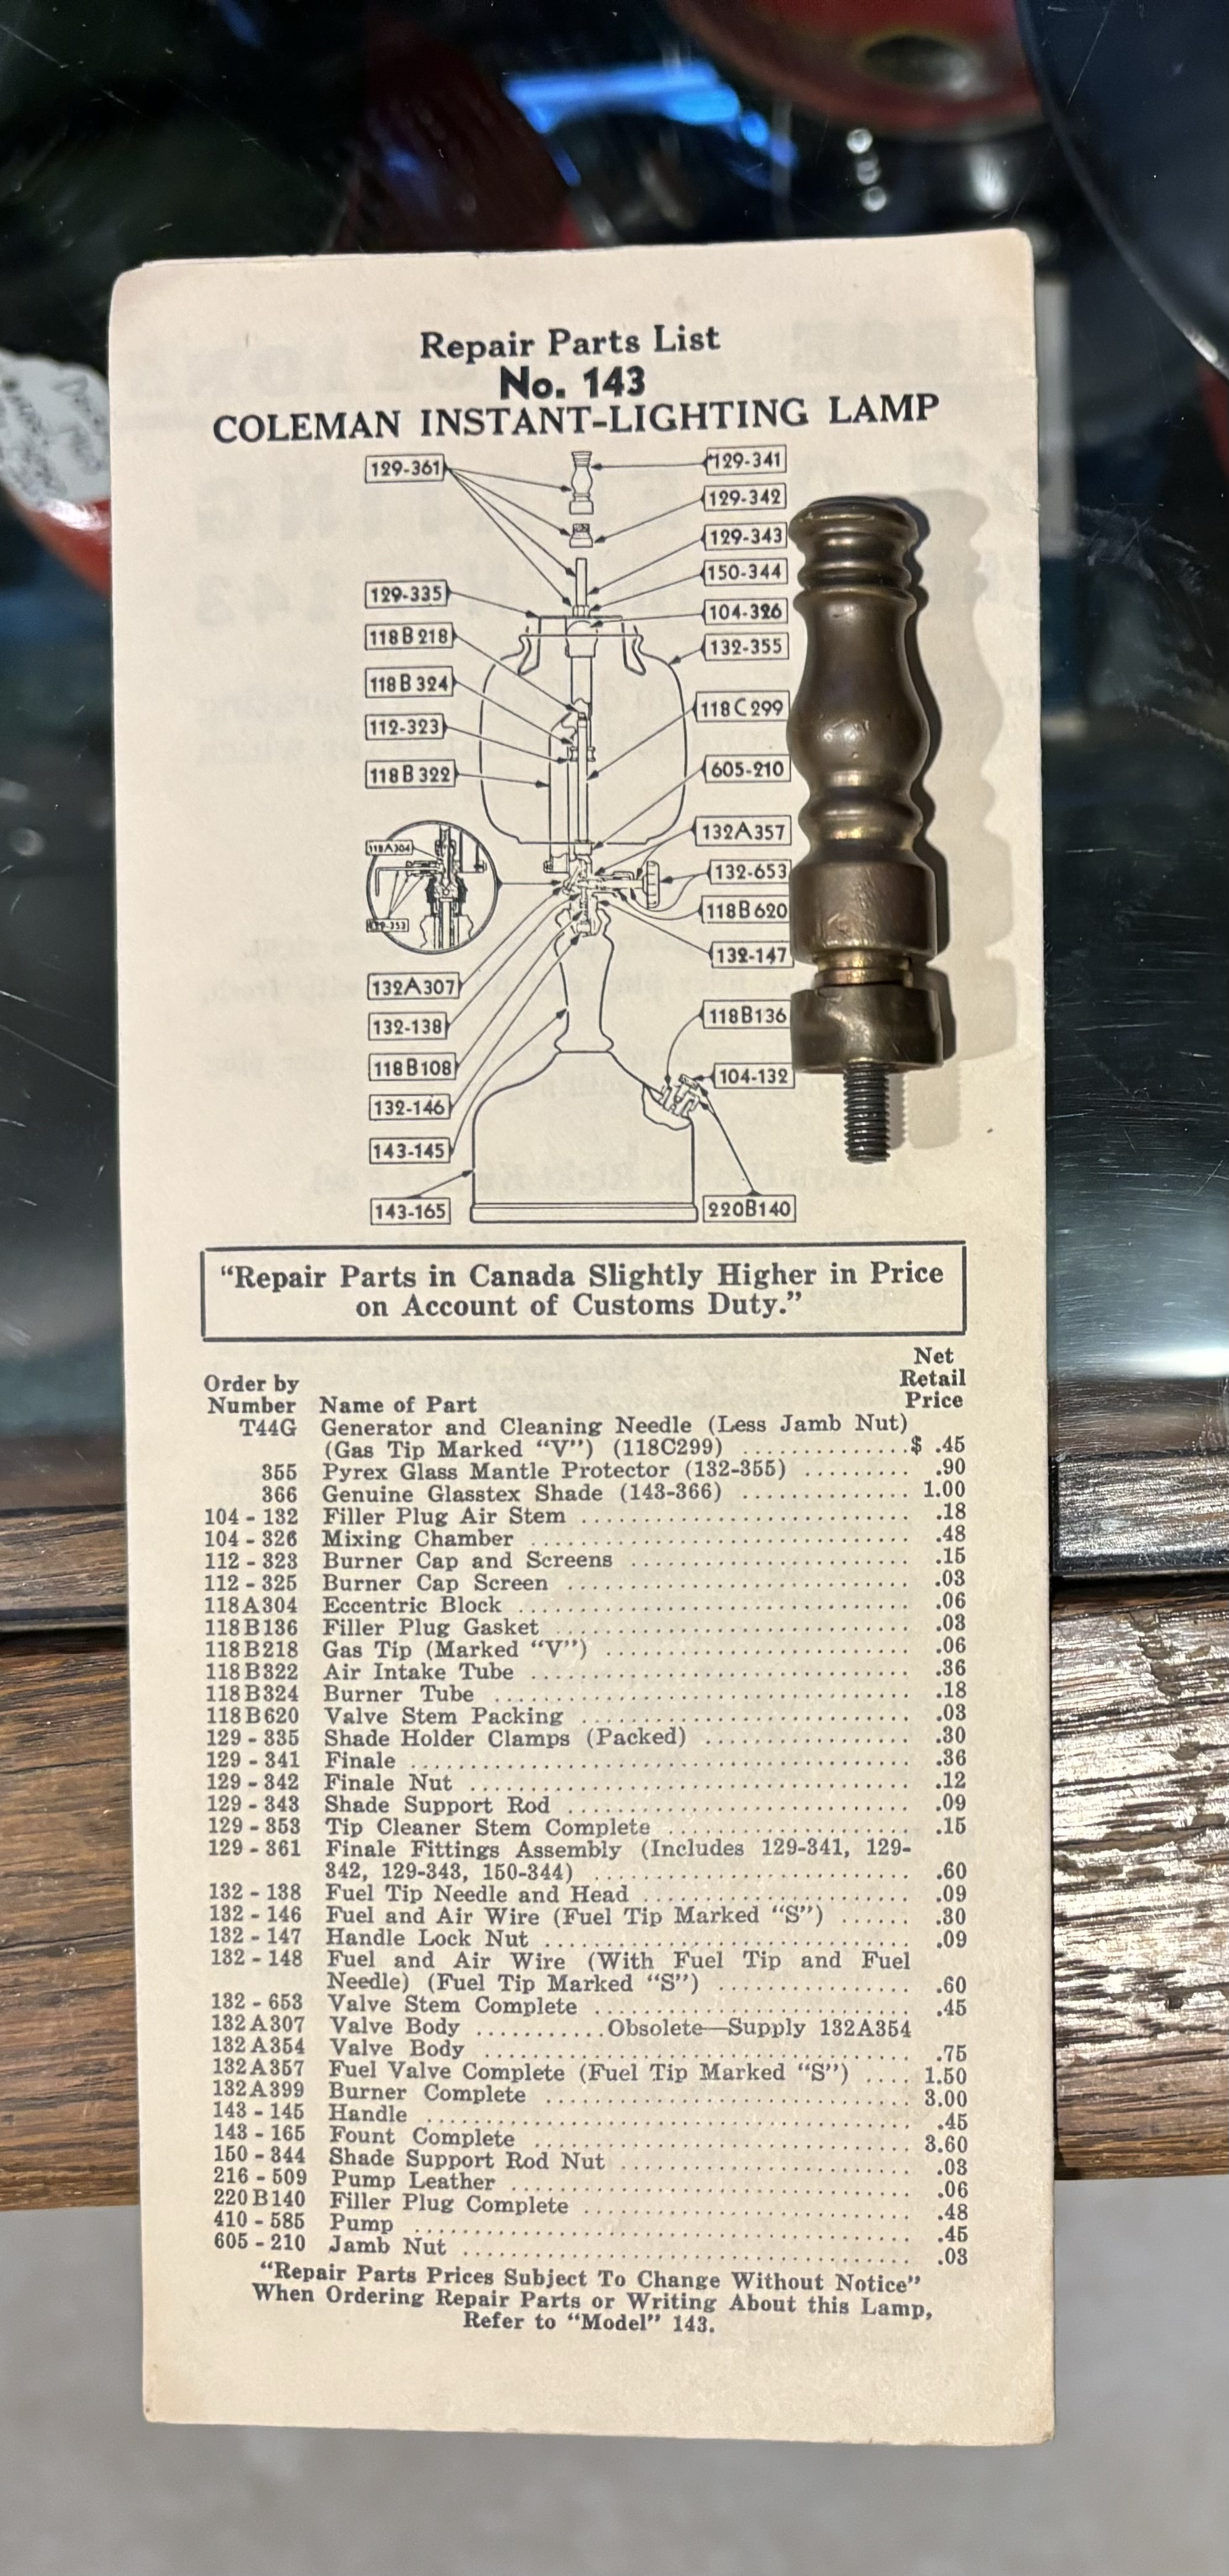 Repair Parts List
No. 143
COLEMAN INSTANT-LIGHTING LAMP
129-361
129-341
129-342
129-343
150-344
129-335
104-326
118B218
132-355
118B324
118C299
112-323
118B322
605-210
132A357
118A304
132-653
118B620
132-147
132A307
132-138
118B136
118B108
104-132
132-146
143-145
143-165
220B140
"Repair Parts in Canada Slightly Higher in Price
on Account of Customs Duty."
Order by Number Name of Part Net Retail Price
T44G Generator and Cleaning Needle (Less Jamb Nut)
(Gas Tip Marked "V") (118C299) ..............$ .45
355 Pyrex Glass Mantle Protector (132-355) ......... .90
366 Genuine Glasstex Shade (143-366) .............. 1.00
104 - 132 Filler Plug Air Stem ........................... .18
104 - 326 Mixing Chamber ............................... .48
112 - 323 Burner Cap and Screens ....................... .15
112 - 325 Burner Cap Screen ............................ .03
118A304 Eccentric Block ................................ .06
118B136 Filler Plug Gasket ............................. .03
118B218 Gas Tip (Marked "V") ......................... .06
118B322 Air Intake Tube ............................... .36
118B324 Burner Tube .................................. .18
118B620 Valve Stem Packing ........................... .03
129 - 335 Shade Holder Clamps (Packed) ................ .30
129 - 341 Finale ......................................... .36
129 - 342 Finale Nut .................................... .12
129 - 343 Shade Support Rod ............................ .09
129 - 353 Tip Cleaner Stem Complete .................... .15
129 - 361 Finale Fittings Assembly (Includes 129-341, 129-
342, 129-343, 150-344) ......................... .60
132 - 138 Fuel Tip Needle and Head ..................... .09
132 - 146 Fuel and Air Wire (Fuel Tip Marked "S") ...... .30
132 - 147 Handle Lock Nut .............................. .09
132 - 148 Fuel and Air Wire (With Fuel Tip and Fuel
Needle) (Fuel Tip Marked "S") ................ .60
132 - 653 Valve Stem Complete .......................... .45
132A307 Valve Body ...........Obsolete—Supply 132A354
132A354 Valve Body .................................... .75
132A357 Fuel Valve Complete (Fuel Tip Marked "S") .... 1.50
132A399 Burner Complete .............................. 3.00
143 - 145 Handle ........................................ .45
143 - 165 Fount Complete ............................... 3.60
150 - 344 Shade Support Rod Nut ........................ .03
216 - 509 Pump Leather ................................. .06
220B140 Filler Plug Complete ........................... .48
410 - 585 Pump ......................................... .45
605 - 210 Jamb Nut ..................................... .03
"Repair Parts Prices Subject To Change Without Notice"
When Ordering Repair Parts or Writing About this Lamp,
Refer to "Model" 143.